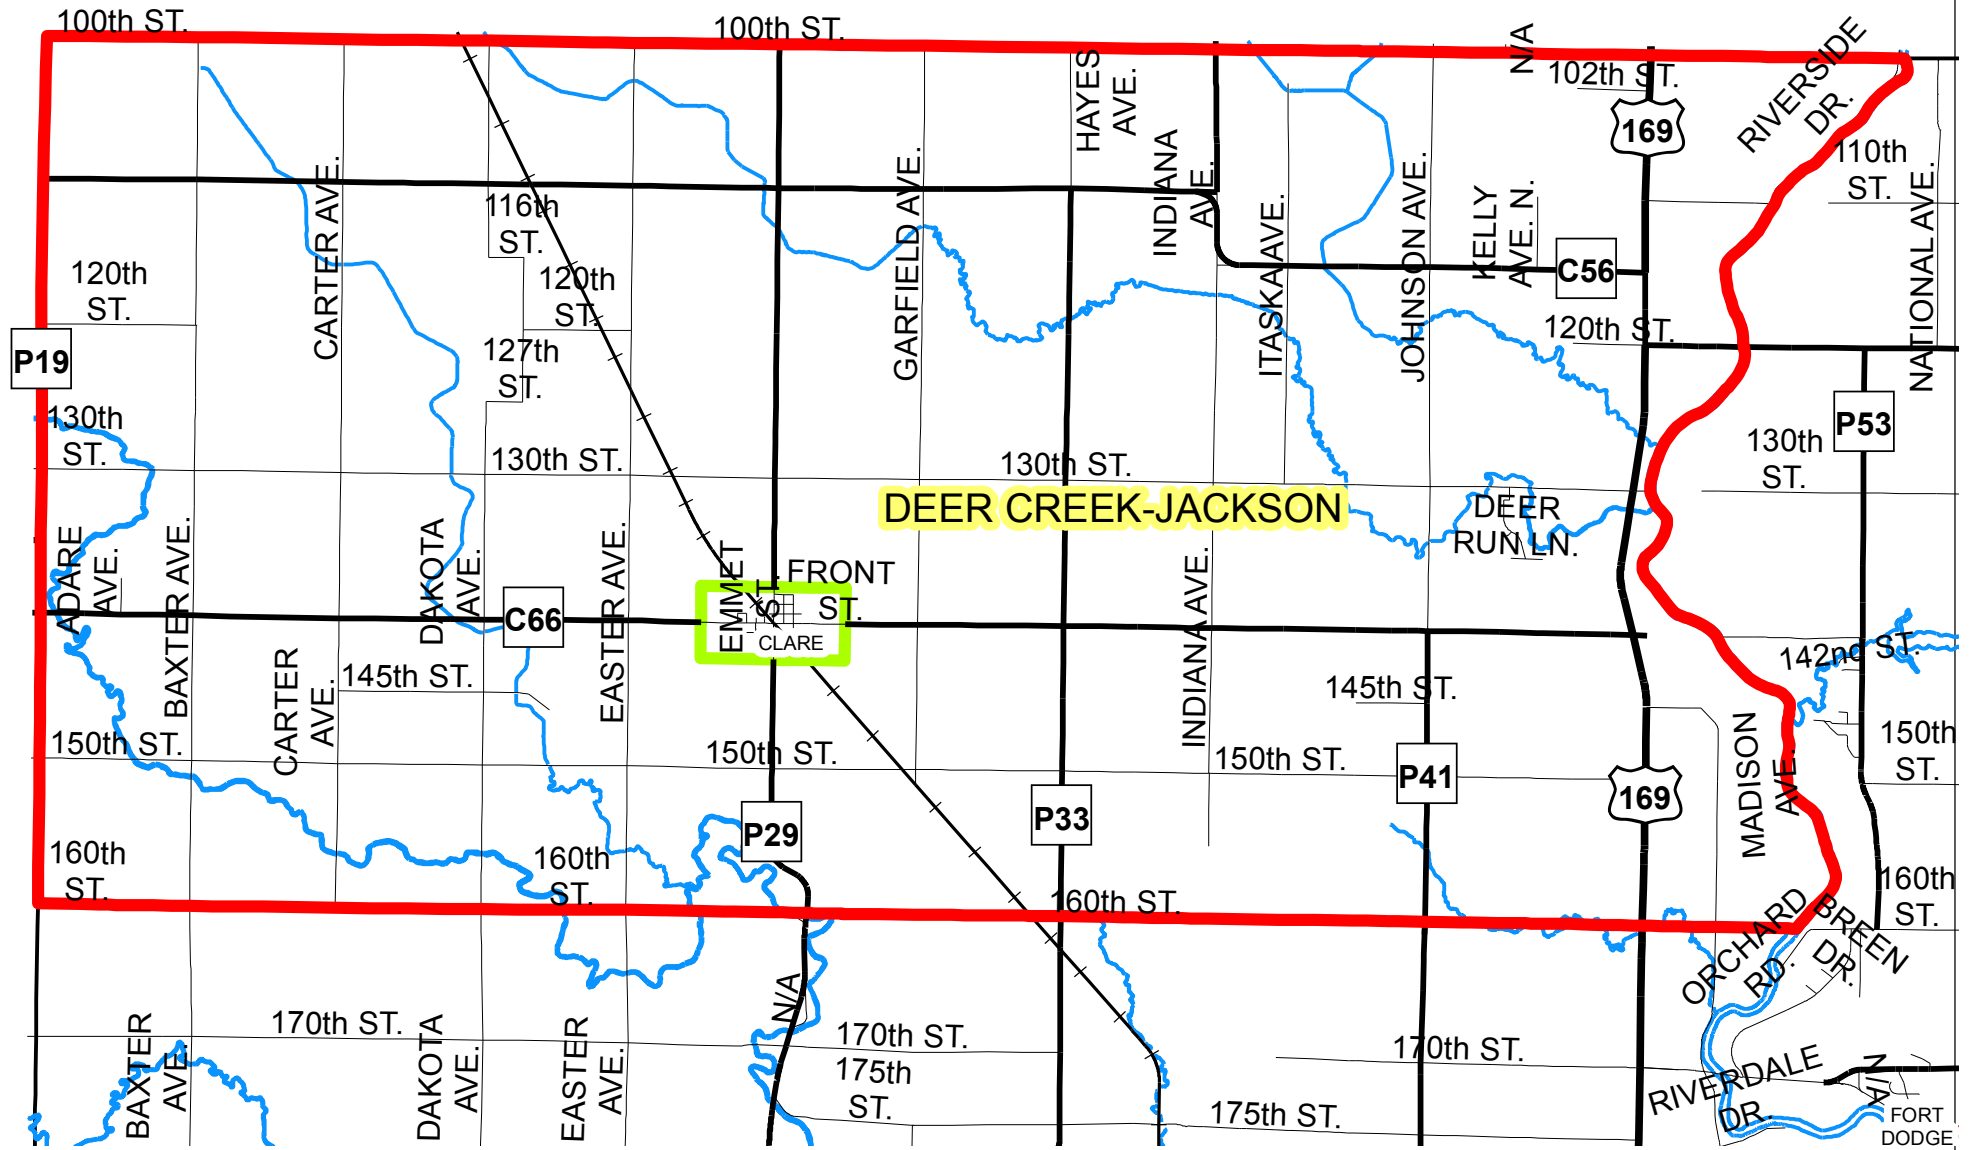 100th ST.
100th ST.
N/A
RIVERSIDE
DR.
HAYES
AVE.
102th ST.
169
110th
ST.
CARTER AVE.
116th
ST.
GARFIELD AVE.
INDIANA
AVE.
ITASKA AVE.
JOHNSON AVE.
KELLY
AVE. N.
NATIONAL AVE.
120th
ST.
120th
ST.
C56
120th ST.
P19
127th
ST.
P53
130th
ST.
130th ST.
130th ST.
130th
ST.
DEER CREEK-JACKSON
DEER
RUN LN.
ADARE
AVE.
BAXTER AVE.
DAKOTA
AVE.
C66
EASTER AVE.
EMMET
ST.
FRONT
ST.
CLARE
INDIANA AVE.
142nd ST.
CARTER
AVE.
145th ST.
145th ST.
150th ST.
150th ST.
150th ST.
150th
ST.
P41
169
MADISON
AVE.
P29
P33
160th
ST.
160th
ST.
160th ST.
160th
ST.
ORCHARD
RD.
BREEN
DR.
N/A
BAXTER
AVE.
170th ST.
DAKOTA
AVE.
EASTER
AVE.
170th ST.
170th ST.
175th
ST.
175th ST.
RIVERDALE
DR.
N/A
FORT
DODGE